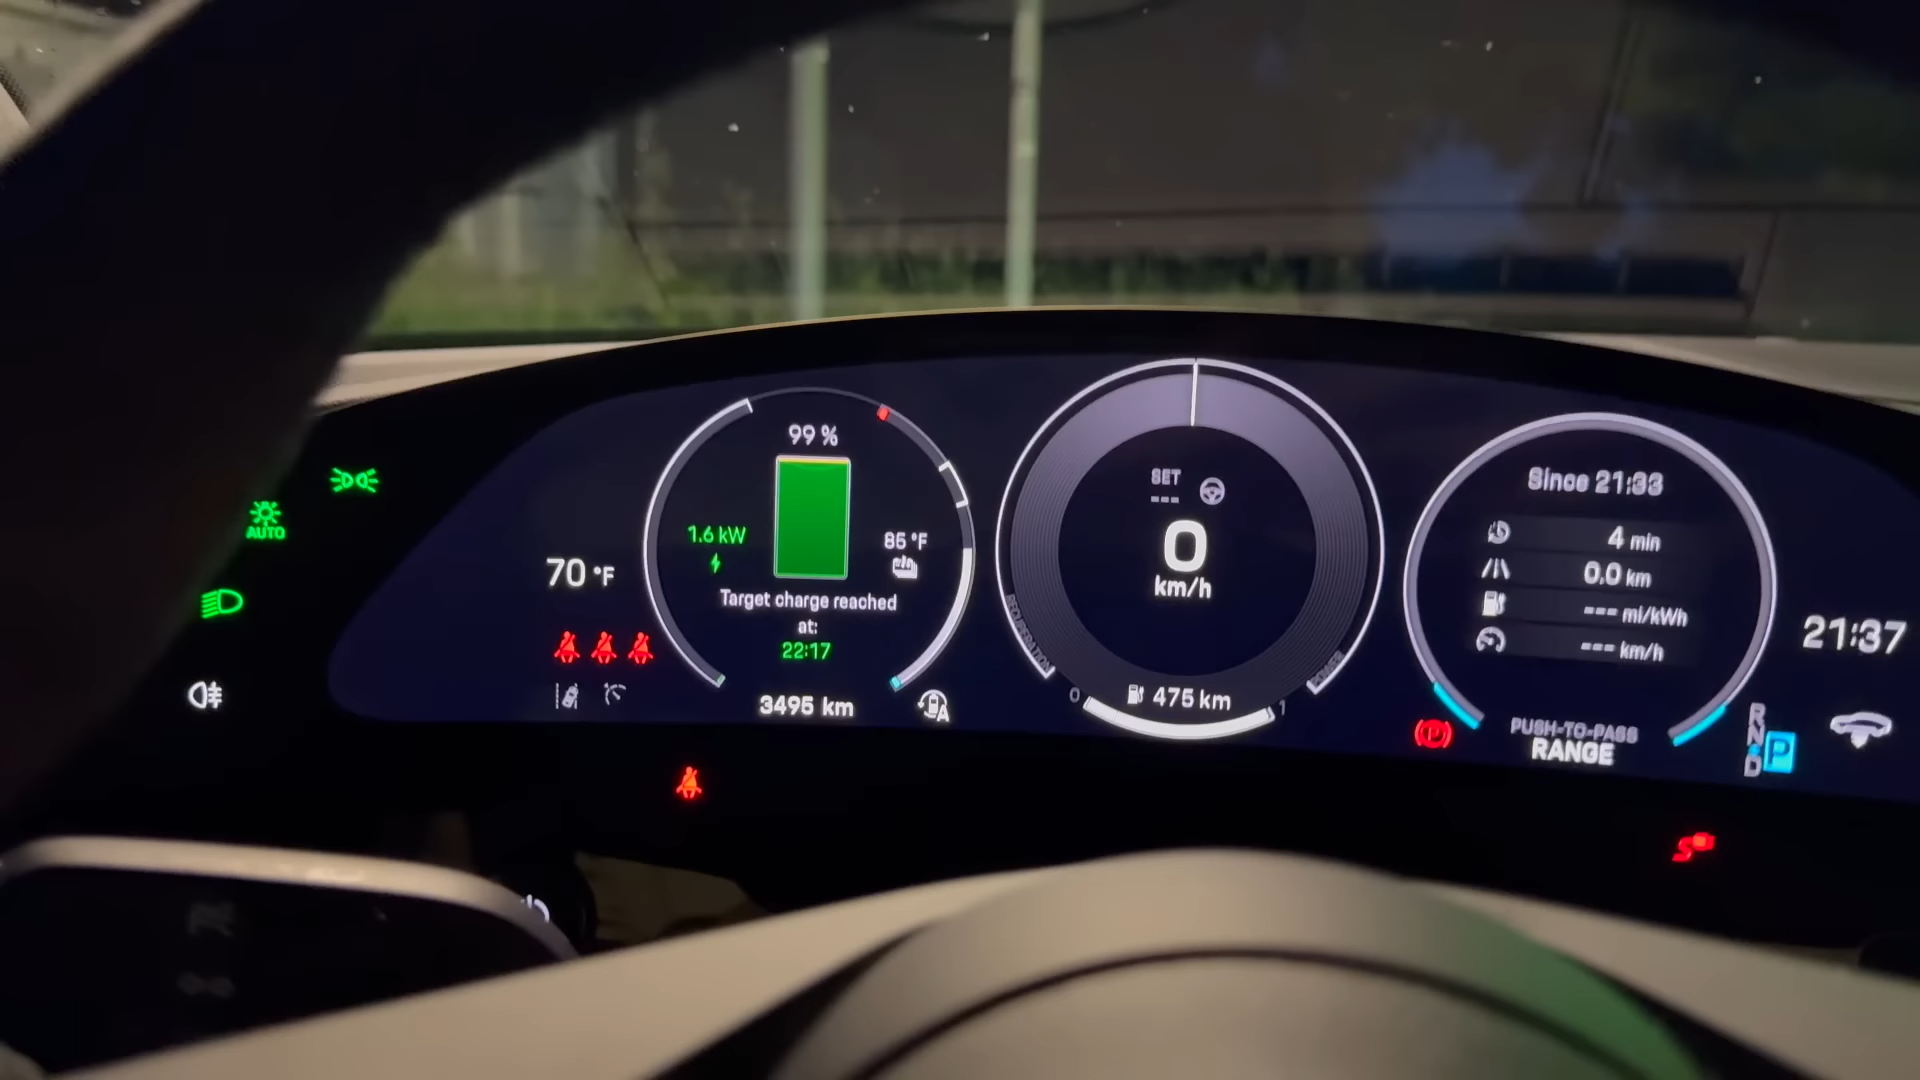 AUTO
70 °F
99 %
1.6 kW
85 °F
Target charge reached
at:
22:17
3495 km
A
SET
---
0
km/h
RECUPERATION
POWER
0
475 km
1
Since 21:33
4 min
0.0 km
--- mi/kWh
--- km/h
PUSH-TO-PASS
RANGE
21:37
R
N
D
P
P